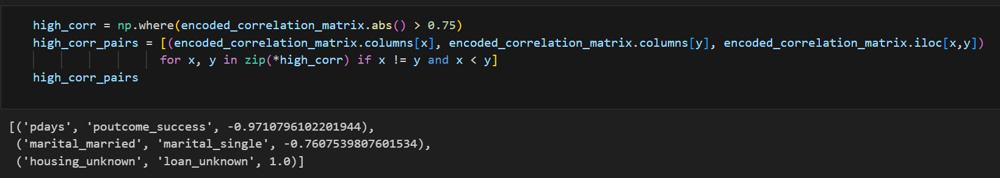 high_corr = np.where(encoded_correlation_matrix.abs() > 0.75)
high_corr_pairs = [(encoded_correlation_matrix.columns[x], encoded_correlation_matrix.columns[y], encoded_correlation_matrix.iloc[x,y])
for x, y in zip(*high_corr) if x != y and x < y]
high_corr_pairs
[('pdays', 'poutcome_success', -0.9710796102201944),
('marital_married', 'marital_single', -0.7607539807601534),
('housing_unknown', 'loan_unknown', 1.0)]